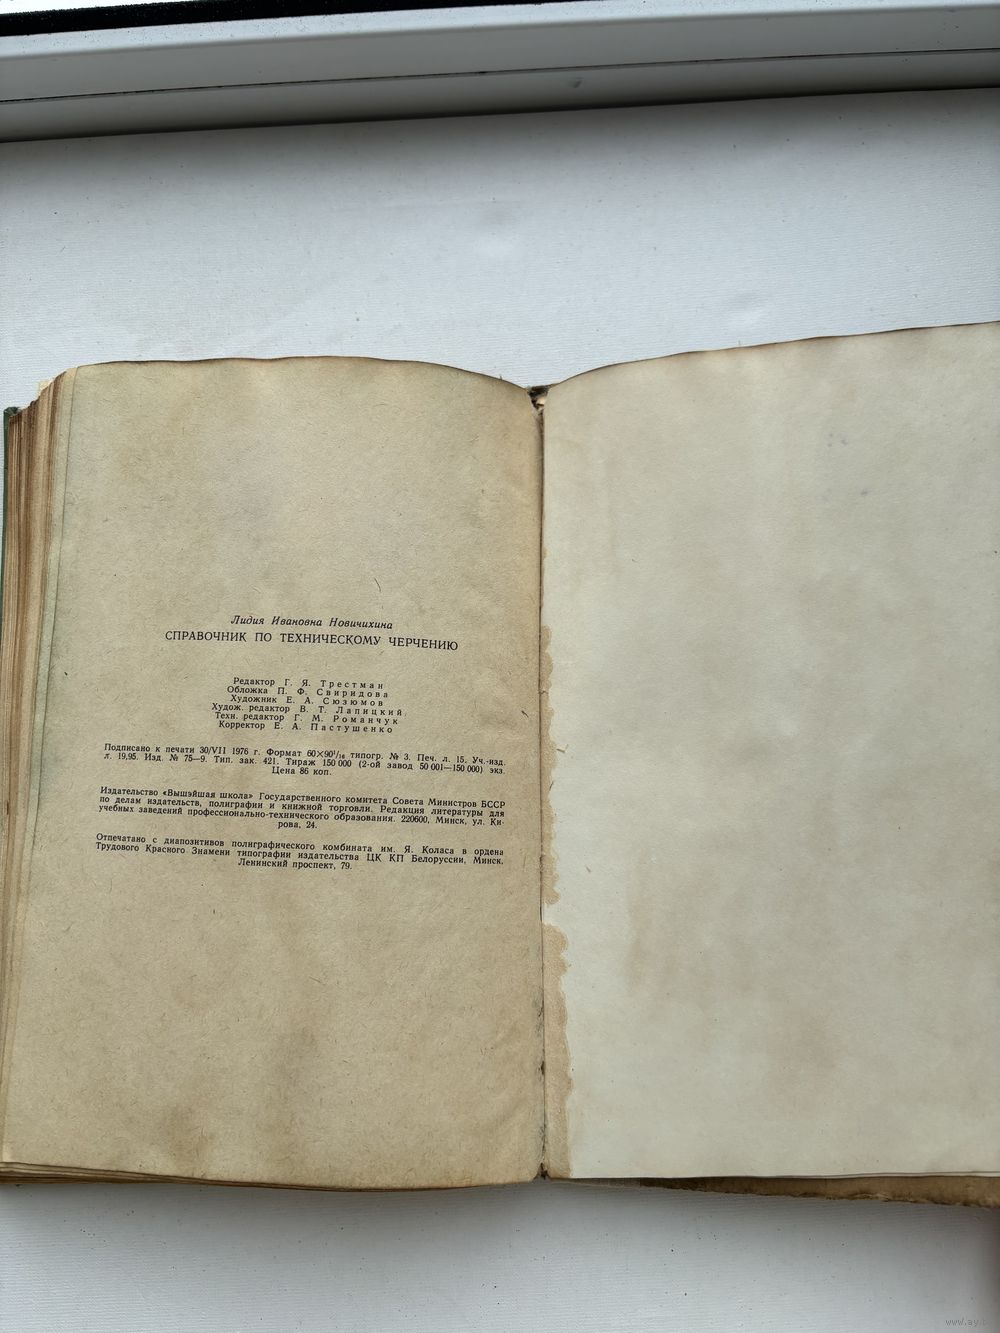 Лидия Ивановна Новичихина
СПРАВОЧНИК ПО ТЕХНИЧЕСКОМУ ЧЕРЧЕНИЮ
Редактор Г. Я. Трестман
Обложка П. Ф. Свиридова
Художник Е. А. Сюзюмов
Худож. редактор В. Т. Лапицкий
Техн. редактор Г. М. Романчук
Корректор Е. А. Пастушенко
Подписано к печати 30/VII 1976 г. Формат 60×90¹/₁₆ типогр. № 3. Печ. л. 15. Уч.-изд.
л. 19,95. Изд. № 75—9. Тип. зак. 421. Тираж 150 000 (2-ой завод 50 001—150 000) экз.
Цена 86 коп.
Издательство «Вышэйшая школа» Государственного комитета Совета Министров БССР
по делам издательств, полиграфии и книжной торговли. Редакция литературы для
учебных заведений профессионально-технического образования. 220600, Минск, ул. Ки-
рова, 24.
Отпечатано с диапозитивов полиграфического комбината им. Я. Коласа в ордена
Трудового Красного Знамени типографии издательства ЦК КП Белоруссии, Минск,
Ленинский проспект, 79.